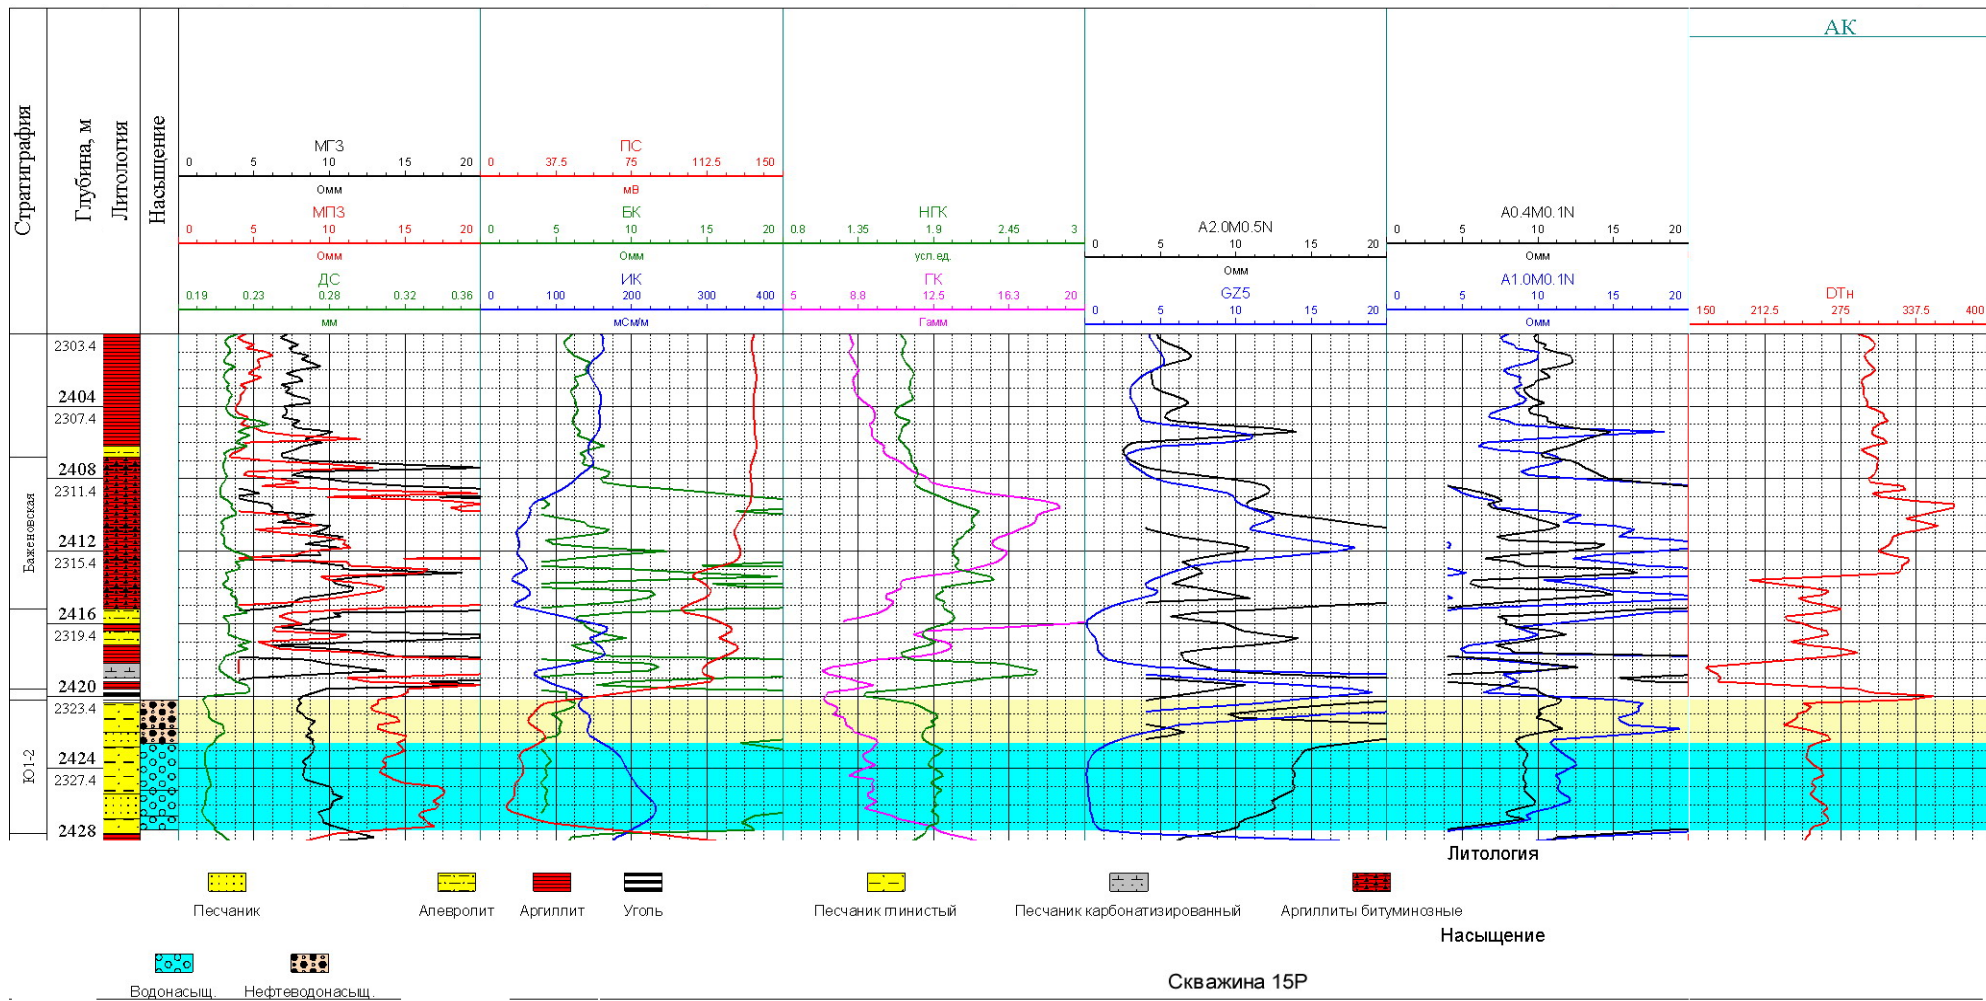 АК
Стратиграфия
Глубина, м
Литология
Насыщение
МГЗ
0 5 10 15 20
Омм
МПЗ
0 5 10 15 20
Омм
ДС
0.19 0.23 0.28 0.32 0.36
мм
ПС
0 37.5 75 112.5 150
мВ
БК
0 5 10 15 20
Омм
ИК
0 100 200 300 400
мСм/м
НГК
0.8 1.35 1.9 2.45 3
усл.ед.
ГК
5 8.8 12.5 16.3 20
Гамм
A2.0M0.5N
0 5 10 15 20
Омм
GZ5
0 5 10 15 20
A0.4M0.1N
0 5 10 15 20
Омм
A1.0M0.1N
0 5 10 15 20
Омм
DTн
150 212.5 275 337.5 400
2303.4
2404
2307.4
2408
2311.4
2412
2315.4
2416
2319.4
2420
2323.4
2424
2327.4
2428
Баженовская
Ю1-2
Литология
Песчаник
Алевролит
Аргиллит
Уголь
Песчаник глинистый
Песчаник карбонатизированный
Аргиллиты битуминозные
Насыщение
Водонасыщ.
Нефтеводонасыщ.
Скважина 15Р